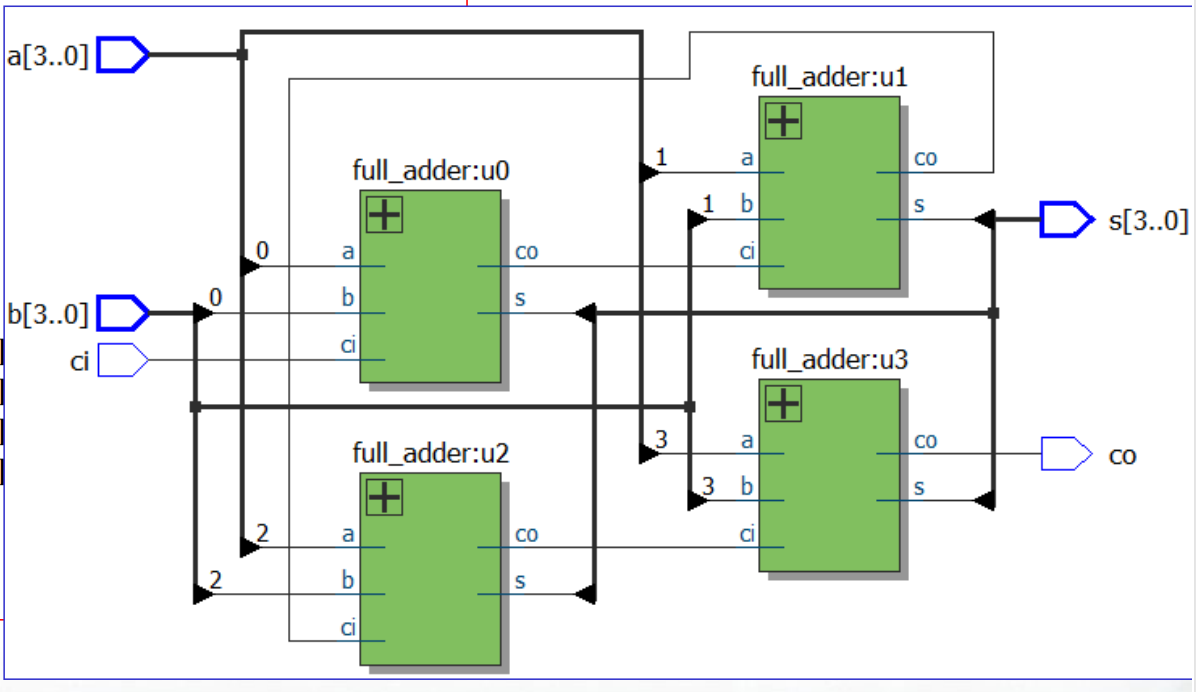 a[3..0]
b[3..0]
ci
full_adder:u0
0 a
0 b
ci
co
s
full_adder:u1
1 a
1 b
ci
co
s
full_adder:u2
2 a
2 b
ci
co
s
full_adder:u3
3 a
3 b
ci
co
s
s[3..0]
co